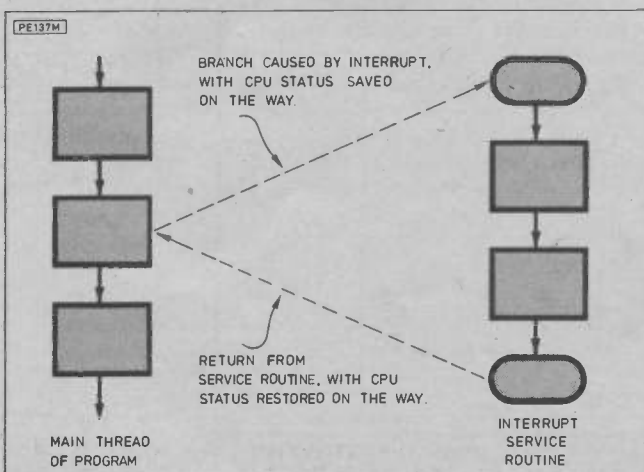 PE137M
BRANCH CAUSED BY INTERRUPT,
WITH CPU STATUS SAVED
ON THE WAY.
RETURN FROM
SERVICE ROUTINE, WITH CPU
STATUS RESTORED ON THE WAY.
MAIN THREAD
OF PROGRAM
INTERRUPT
SERVICE
ROUTINE